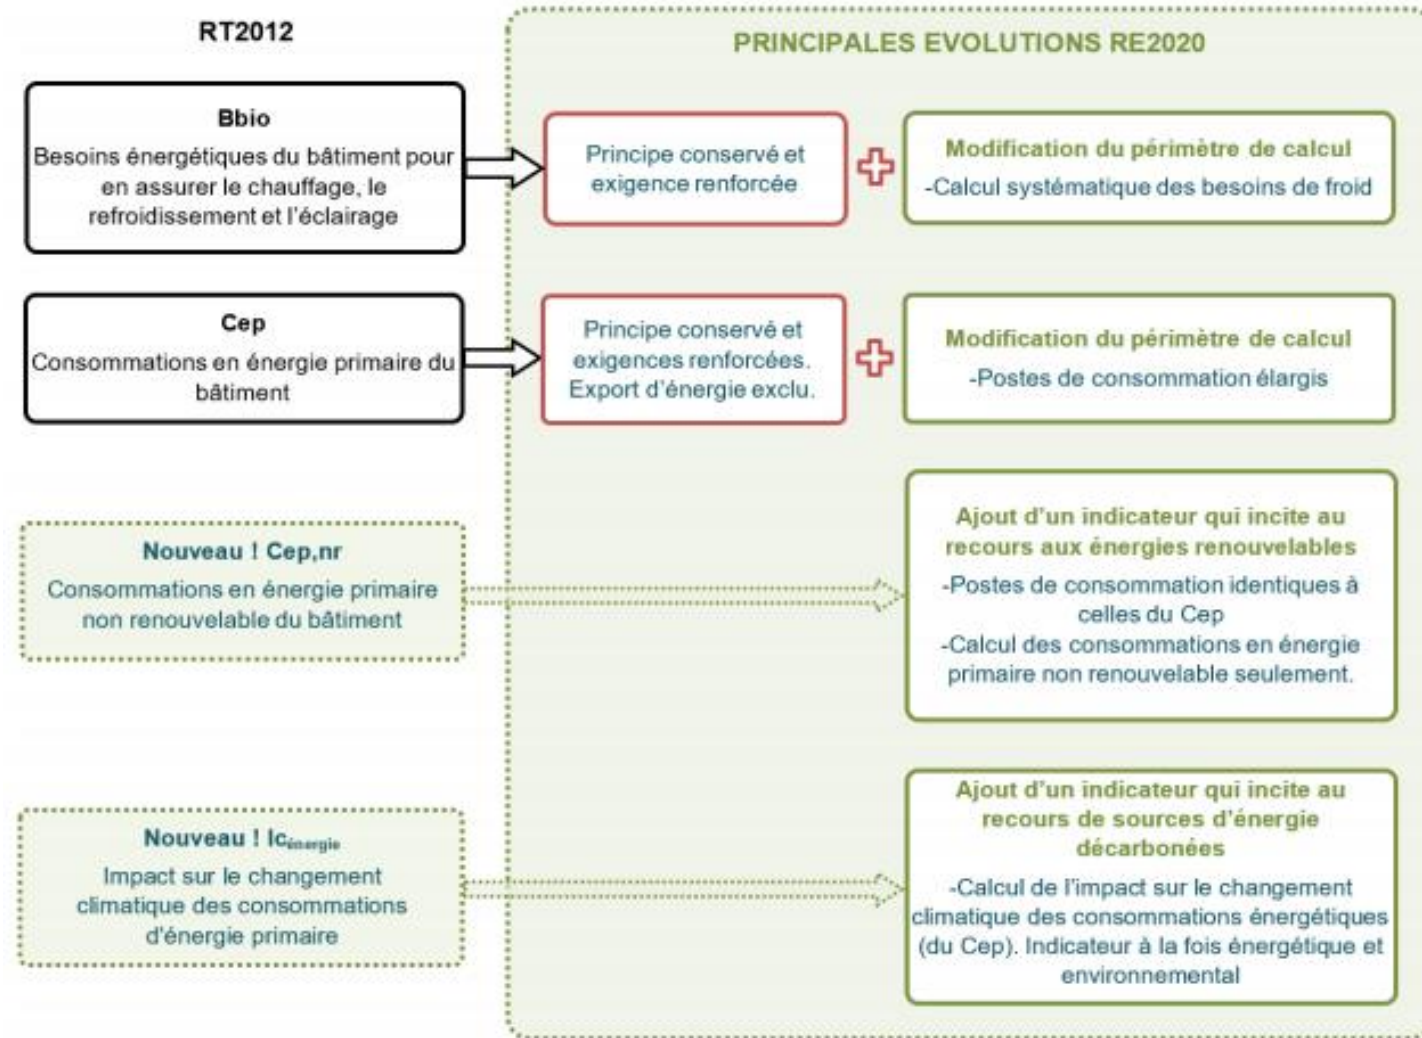 RT2012
PRINCIPALES EVOLUTIONS RE2020
Bbio
Besoins énergétiques du bâtiment pour
en assurer le chauffage, le
refroidissement et l'éclairage
Principe conservé et
exigence renforcée
Modification du périmètre de calcul
-Calcul systématique des besoins de froid
Cep
Consommations en énergie primaire du
bâtiment
Principe conservé et
exigences renforcées.
Export d'énergie exclu.
Modification du périmètre de calcul
-Postes de consommation élargis
Nouveau ! Cep,nr
Consommations en énergie primaire
non renouvelable du bâtiment
Ajout d'un indicateur qui incite au
recours aux énergies renouvelables
-Postes de consommation identiques à
celles du Cep
-Calcul des consommations en énergie
primaire non renouvelable seulement.
Nouveau ! Ic énergie
Impact sur le changement
climatique des consommations
d'énergie primaire
Ajout d'un indicateur qui incite au
recours de sources d'énergie
décarbonées
-Calcul de l'impact sur le changement
climatique des consommations énergétiques
(du Cep). Indicateur à la fois énergétique et
environnemental